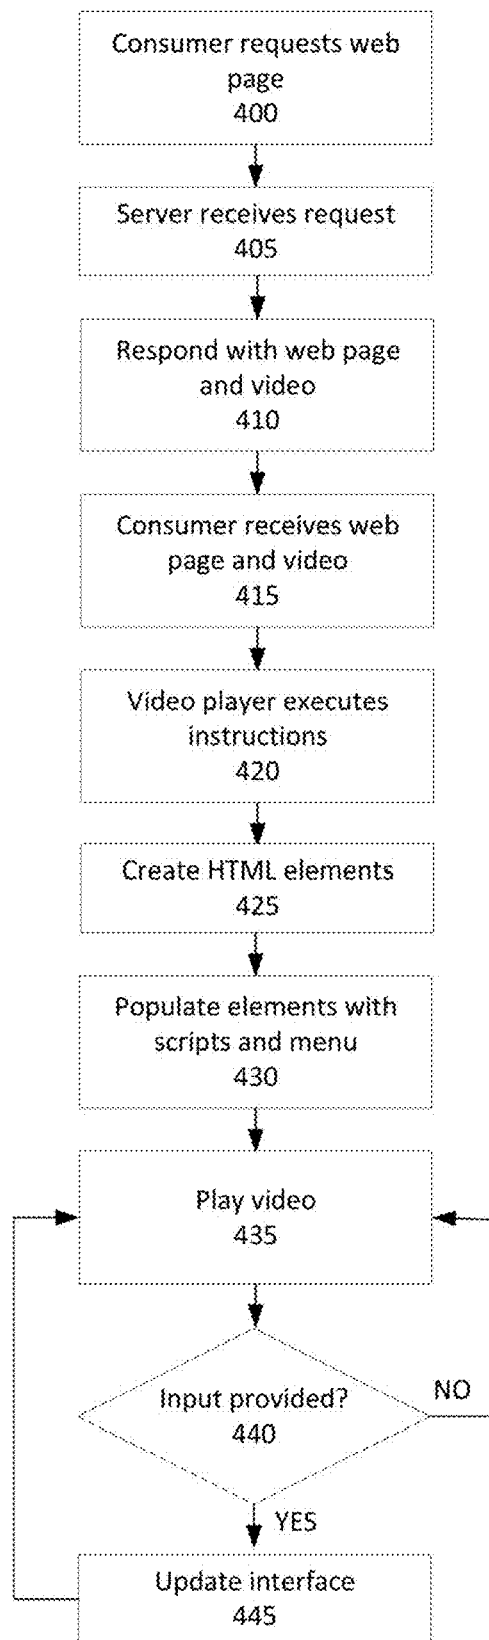 Consumer requests web
page
400
Server receives request
405
Respond with web page
and video
410
Consumer receives web
page and video
415
Video player executes
instructions
420
Create HTML elements
425
Populate elements with
scripts and menu
430
Play video
435
Input provided?
440
NO
YES
Update interface
445